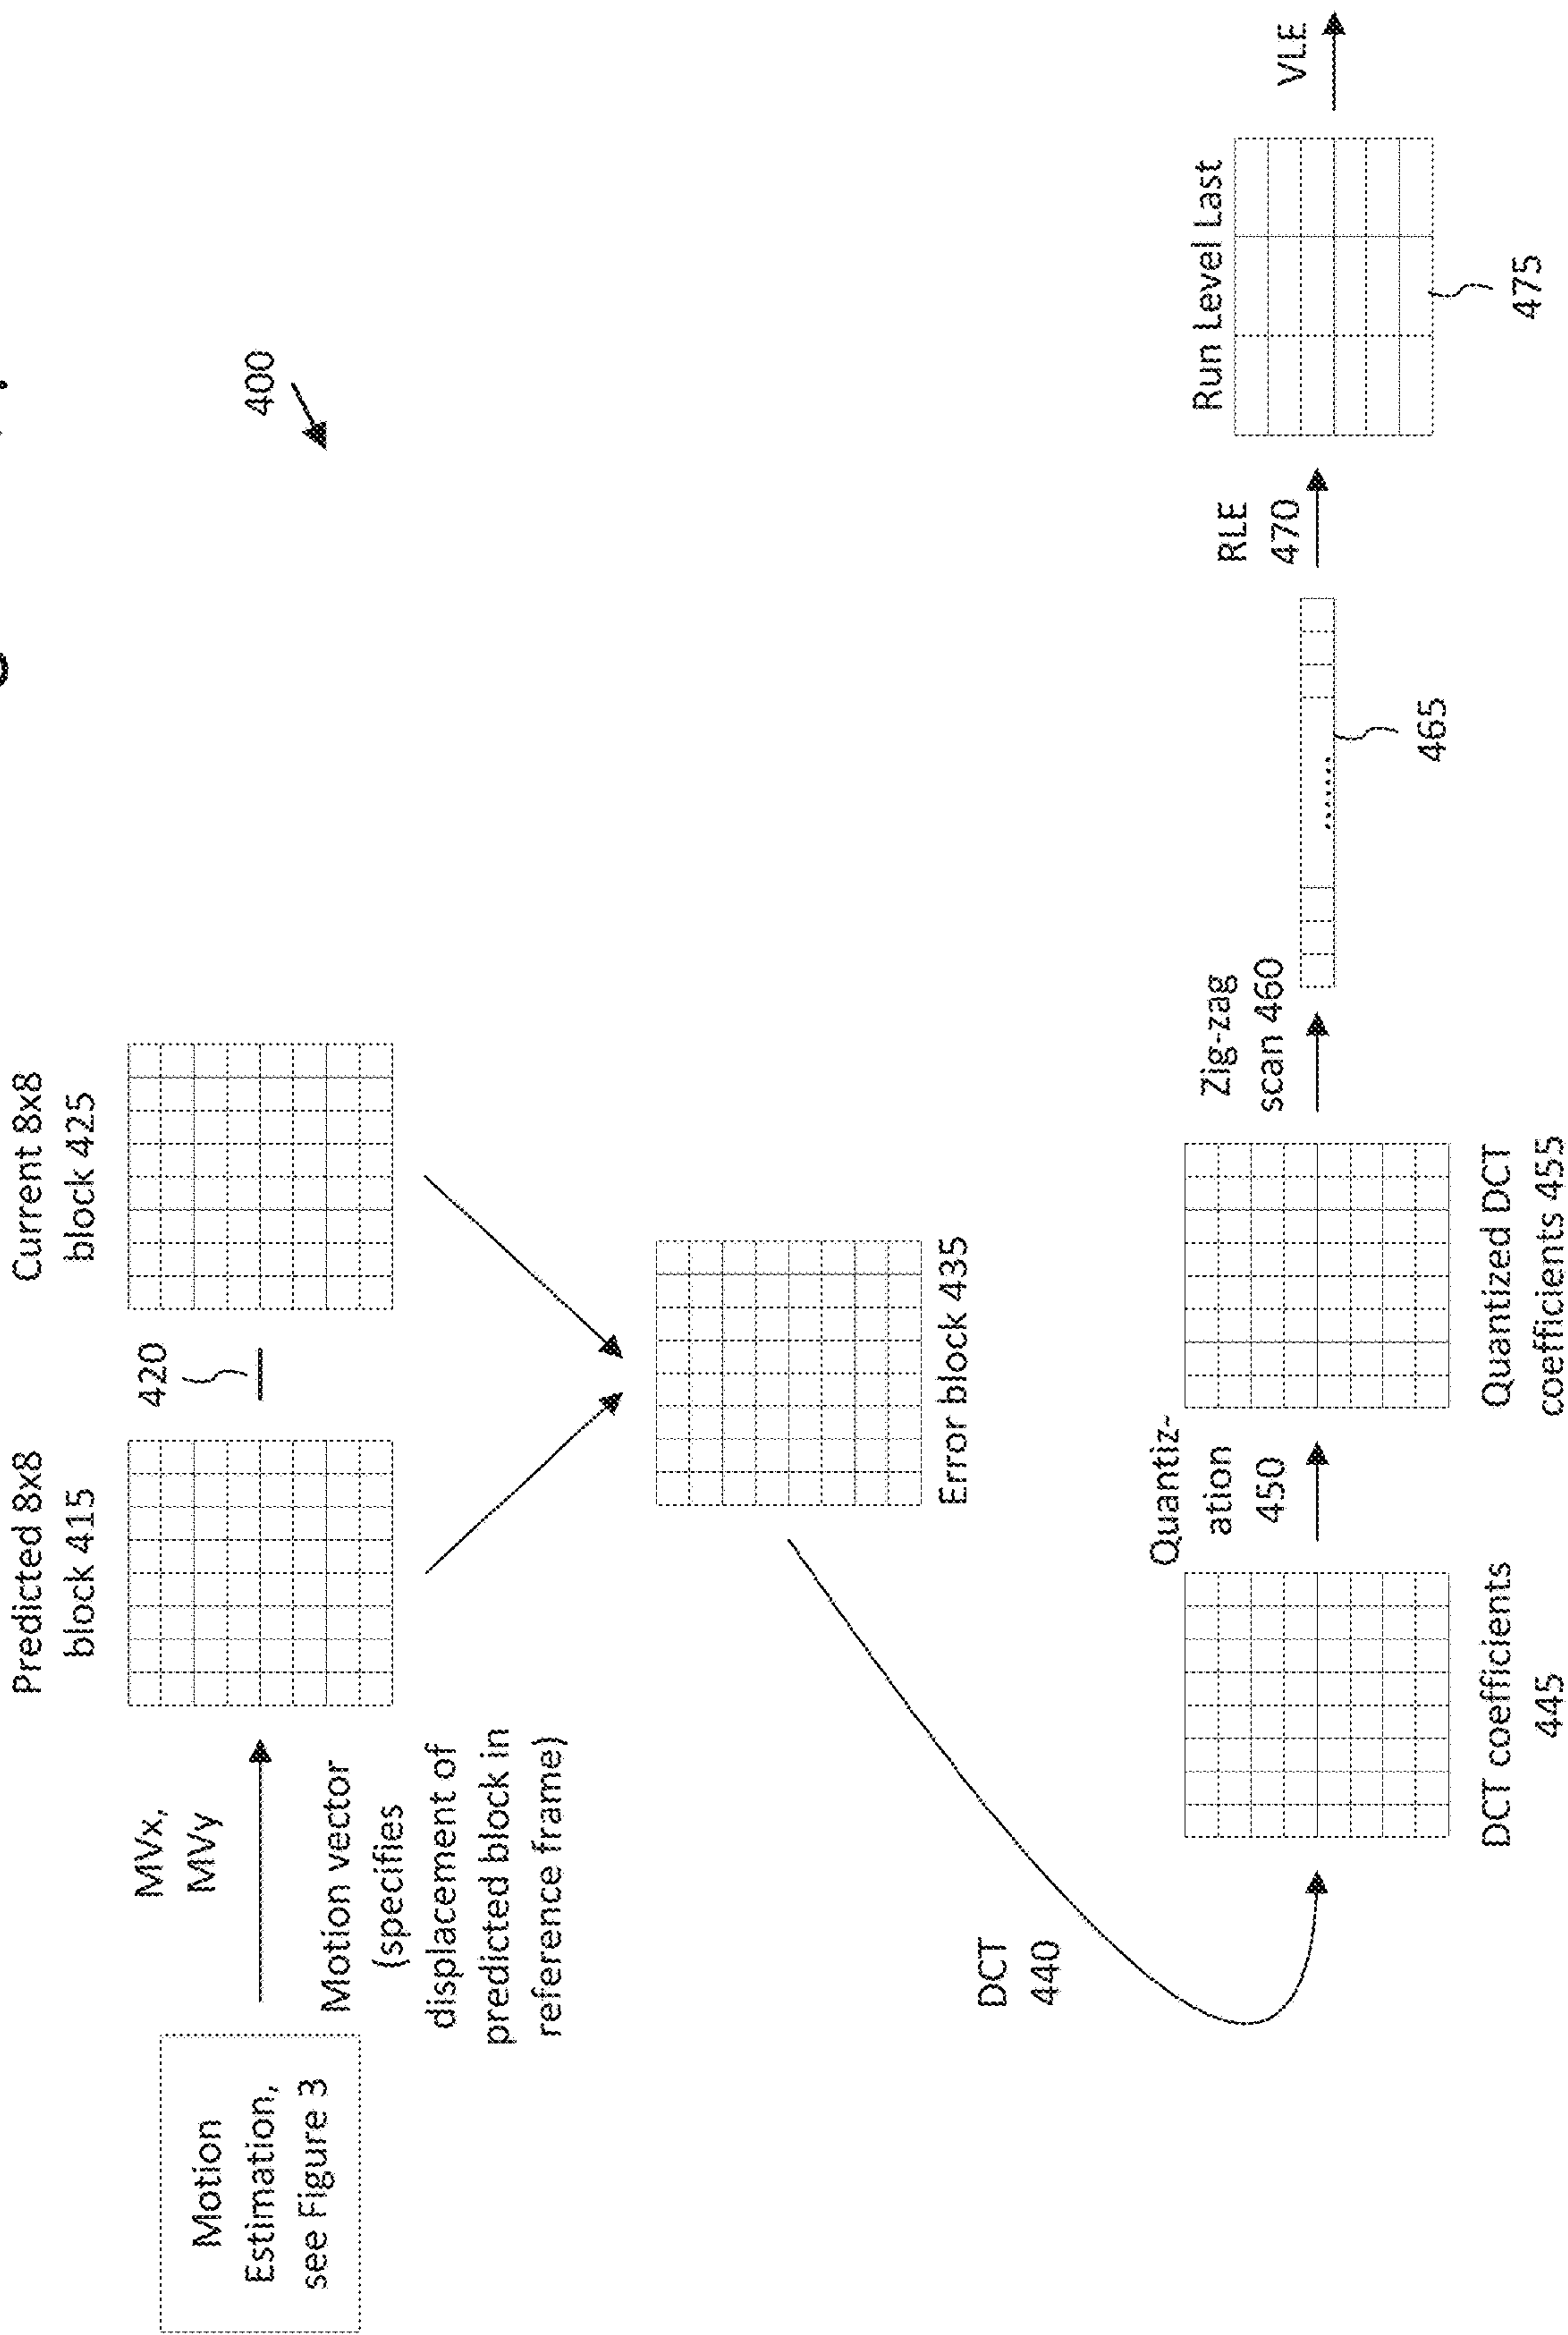 400
Motion
Estimation,
see Figure 3
MVx,
MVy
Motion vector
(specifies
displacement of
predicted block in
reference frame)
Predicted 8x8
block 415
420
Current 8x8
block 425
Error block 435
DCT
440
DCT coefficients
445
Quantiz-
ation
450
Quantized DCT
coefficients 455
Zig-zag
scan 460
465
RLE
470
Run Level Last
475
VLE